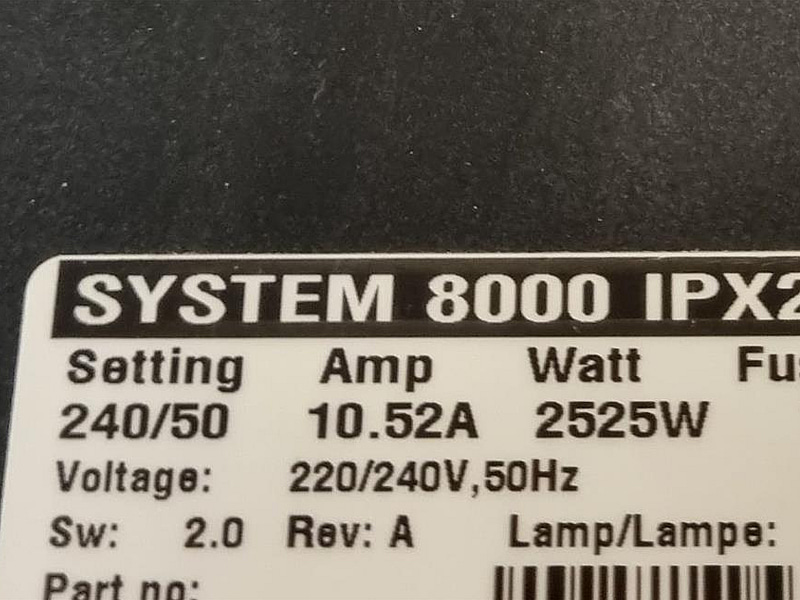 SYSTEM 8000 IPX2
Setting Amp Watt
240/50 10.52A 2525W
Voltage: 220/240V,50Hz
Sw: 2.0 Rev: A Lamp/Lampe:
Part no: